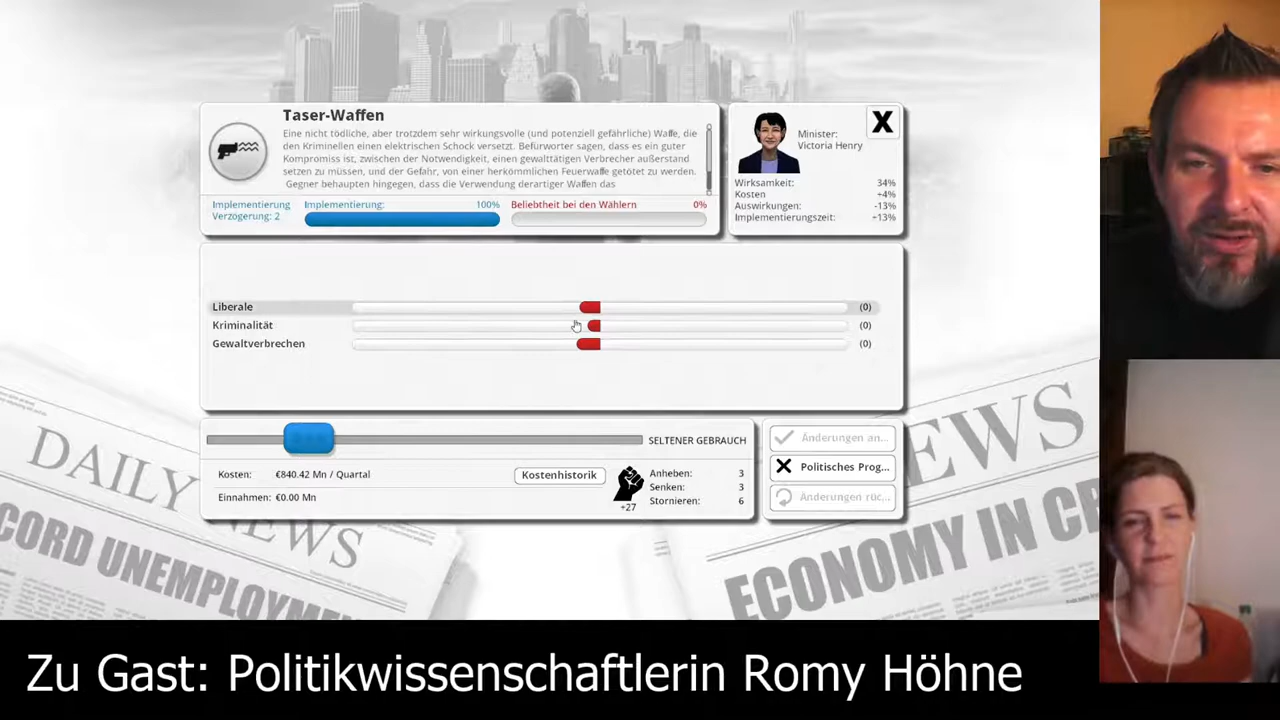 Taser-Waffen
Eine nicht tödliche, aber trotzdem sehr wirkungsvolle (und potenziell gefährliche) Waffe, die
den Kriminellen einen elektrischen Schock versetzt. Befürworter sagen, dass es ein guter
Kompromiss ist, zwischen der Notwendigkeit, einen gewalttätigen Verbrecher außerstand
setzen zu müssen, und der Gefahr, von einer herkömmlichen Feuerwaffe getötet zu werden.
Gegner behaupten hingegen, dass die Verwendung derartiger Waffen das
Implementierung
Verzögerung: 2
Implementierung: 100%
Beliebtheit bei den Wählern 0%
X
Minister:
Victoria Henry
Wirksamkeit: 34%
Kosten +4%
Auswirkungen: -13%
Implementierungszeit: +13%
Liberale (0)
Kriminalität (0)
Gewaltverbrechen (0)
SELTENER GEBRAUCH
Kosten: €840.42 Mn / Quartal
Kostenhistorik
Einnahmen: €0.00 Mn
+27
Anheben: 3
Senken: 3
Stornieren: 6
Änderungen an...
Politisches Prog...
Änderungen rüc...
DAILY NEWS
CORD UNEMPLOYME
NEWS
ECONOMY IN CR
Zu Gast: Politikwissenschaftlerin Romy Höhne